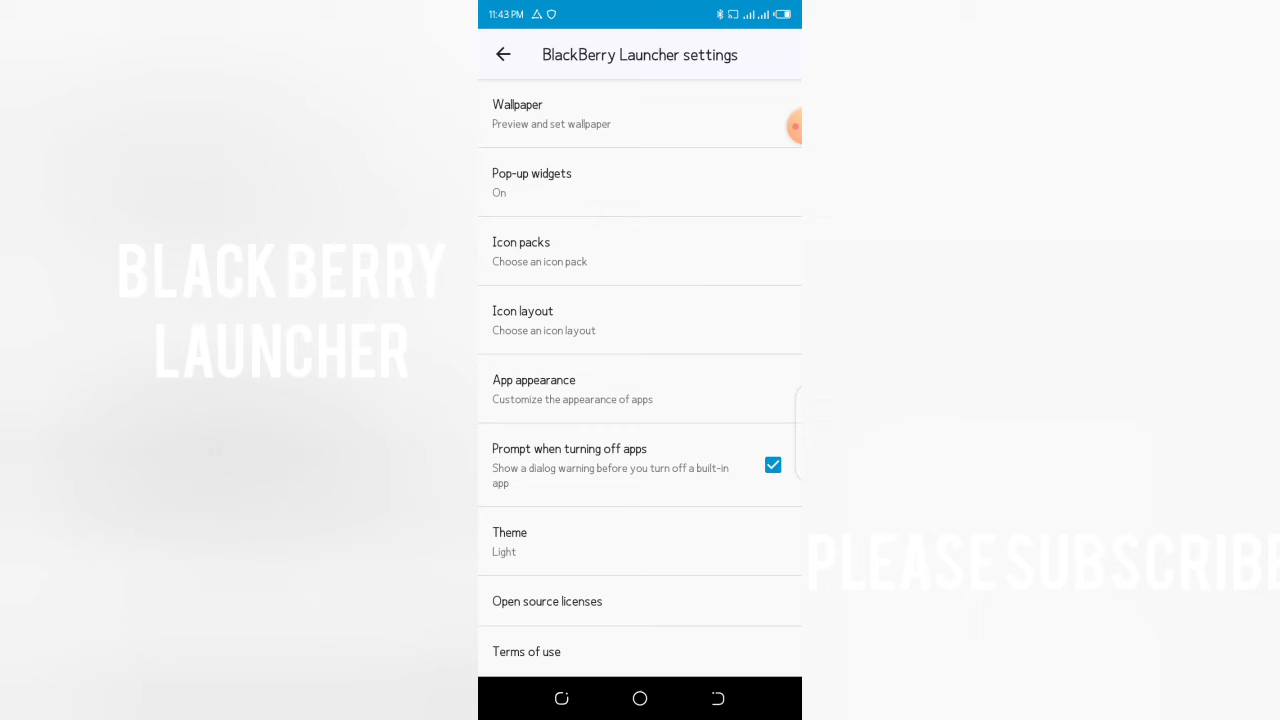 11:43 PM
BlackBerry Launcher settings
Wallpaper
Preview and set wallpaper
Pop-up widgets
On
Icon packs
Choose an icon pack
Icon layout
Choose an icon layout
App appearance
Customize the appearance of apps
Prompt when turning off apps
Show a dialog warning before you turn off a built-in
app
Theme
Light
Open source licenses
Terms of use
BLACK BERRY
LAUNCHER
PLEASE SUBSCRIBE